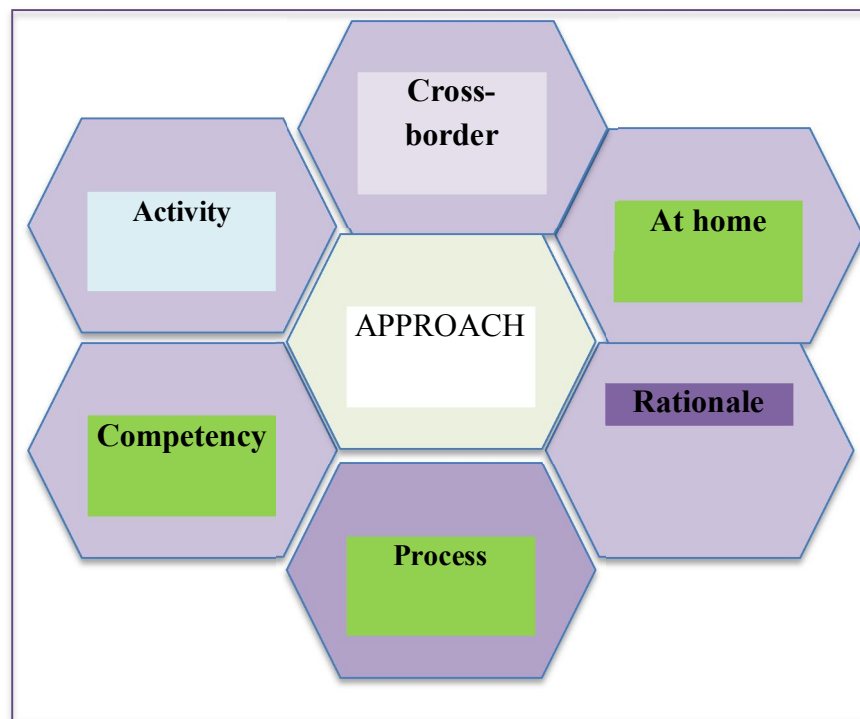 Cross-
border
Activity
At home
APPROACH
Rationale
Competency
Process